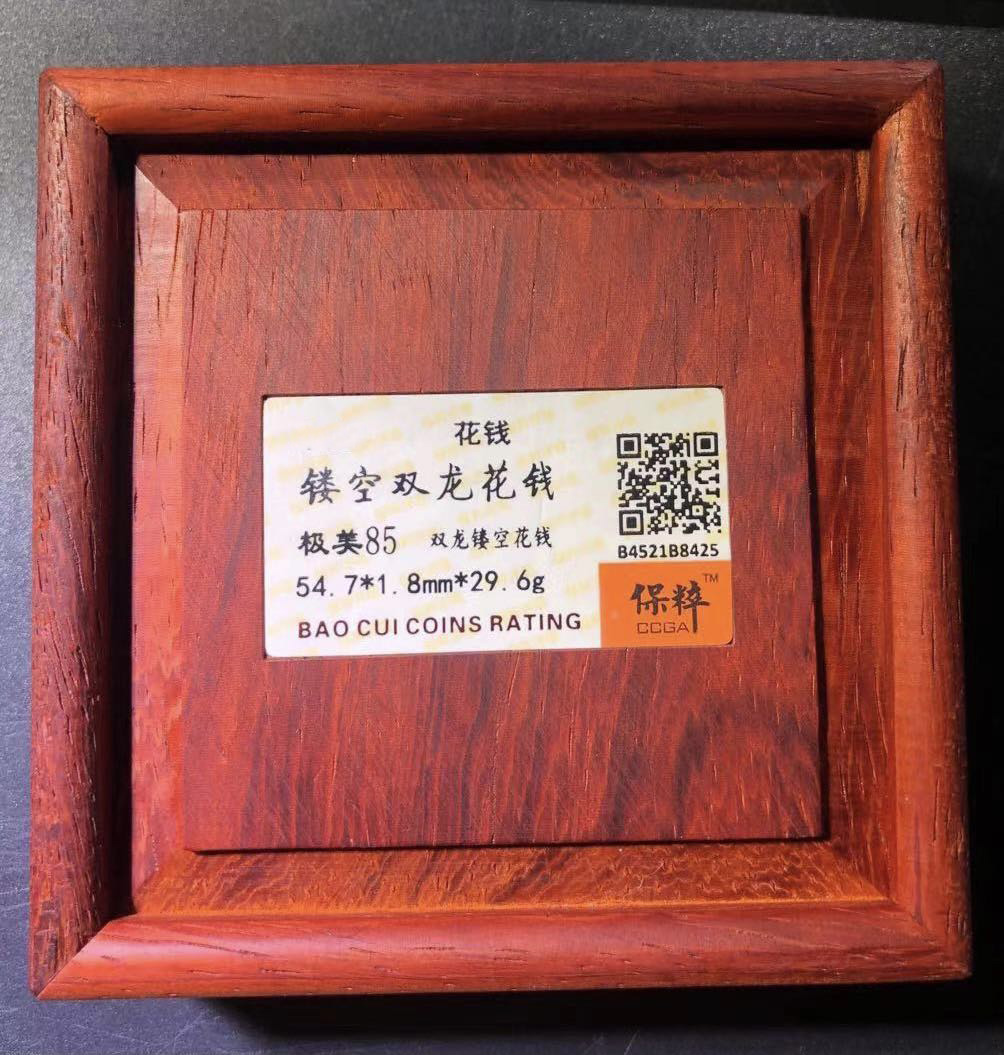 花钱
镂空双龙花钱
极美85 双龙镂空花钱
54.7*1.8mm*29.6g
BAO CUI COINS RATING
B4521B8425
保粹™
CCGA